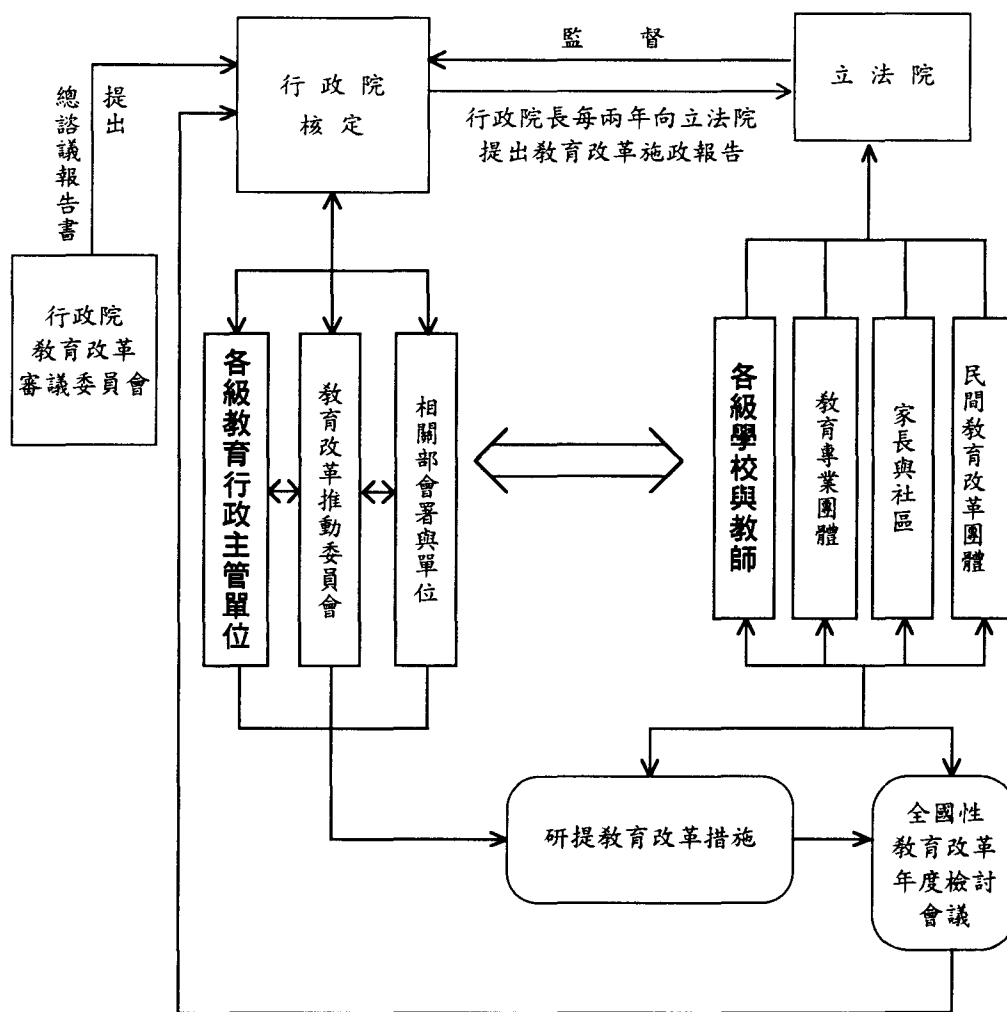 監督
行政院
核定
立法院
提出
總諮議報告書
行政院長每兩年向立法院
提出教育改革施政報告
行政院
教育改革
審議委員會
各級教育行政主管單位
教育改革推動委員會
相關部會署與單位
各級學校與教師
教育專業團體
家長與社區
民間教育改革團體
研提教育改革措施
全國性
教育改革
年度檢討
會議